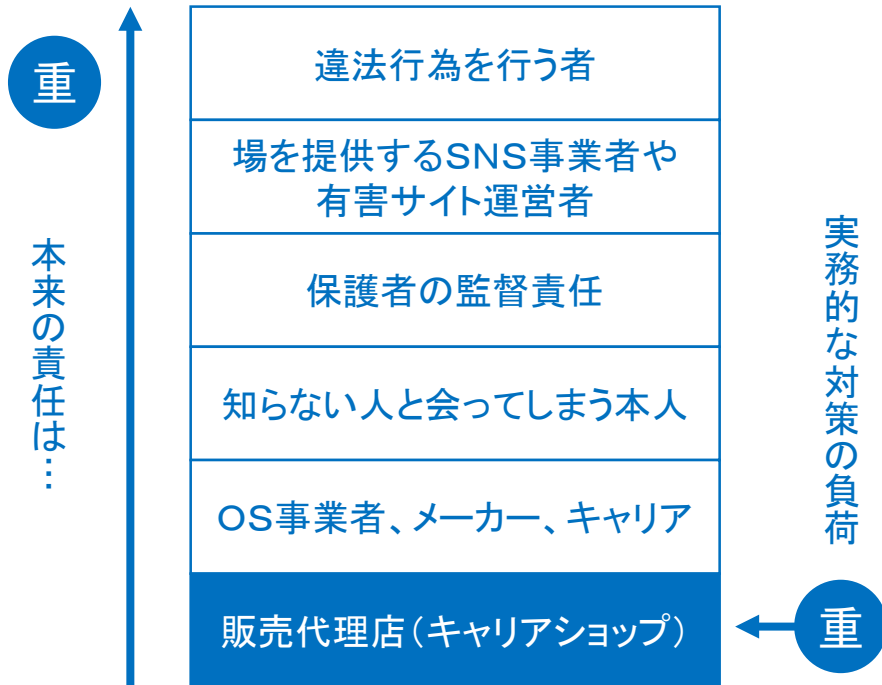 重
本来の責任は…
違法行為を行う者
場を提供するSNS事業者や
有害サイト運営者
保護者の監督責任
知らない人と会ってしまう本人
OS事業者、メーカー、キャリア
販売代理店(キャリアショップ)
実務的な対策の負荷
重